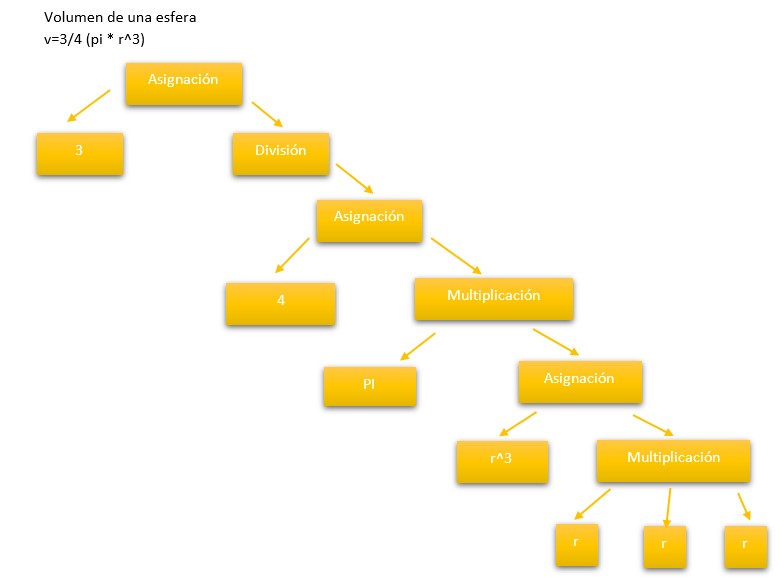 Volumen de una esfera
v=3/4 (pi * r^3)
Asignación
3
División
Asignación
4
Multiplicación
PI
Asignación
r^3
Multiplicación
r
r
r